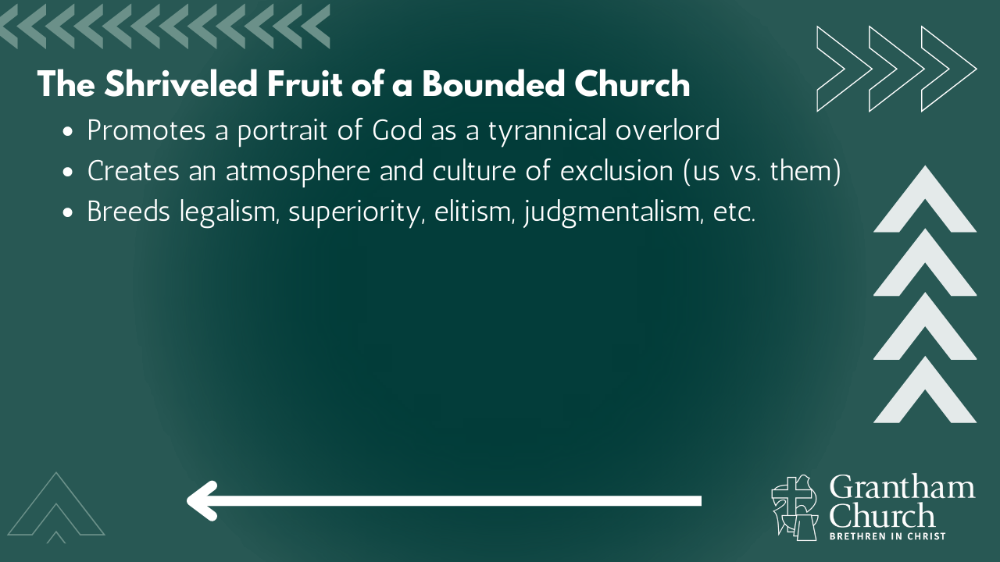 The Shriveled Fruit of a Bounded Church
• Promotes a portrait of God as a tyrannical overlord
• Creates an atmosphere and culture of exclusion (us vs. them)
• Breeds legalism, superiority, elitism, judgmentalism, etc.
Grantham
Church
BRETHREN IN CHRIST